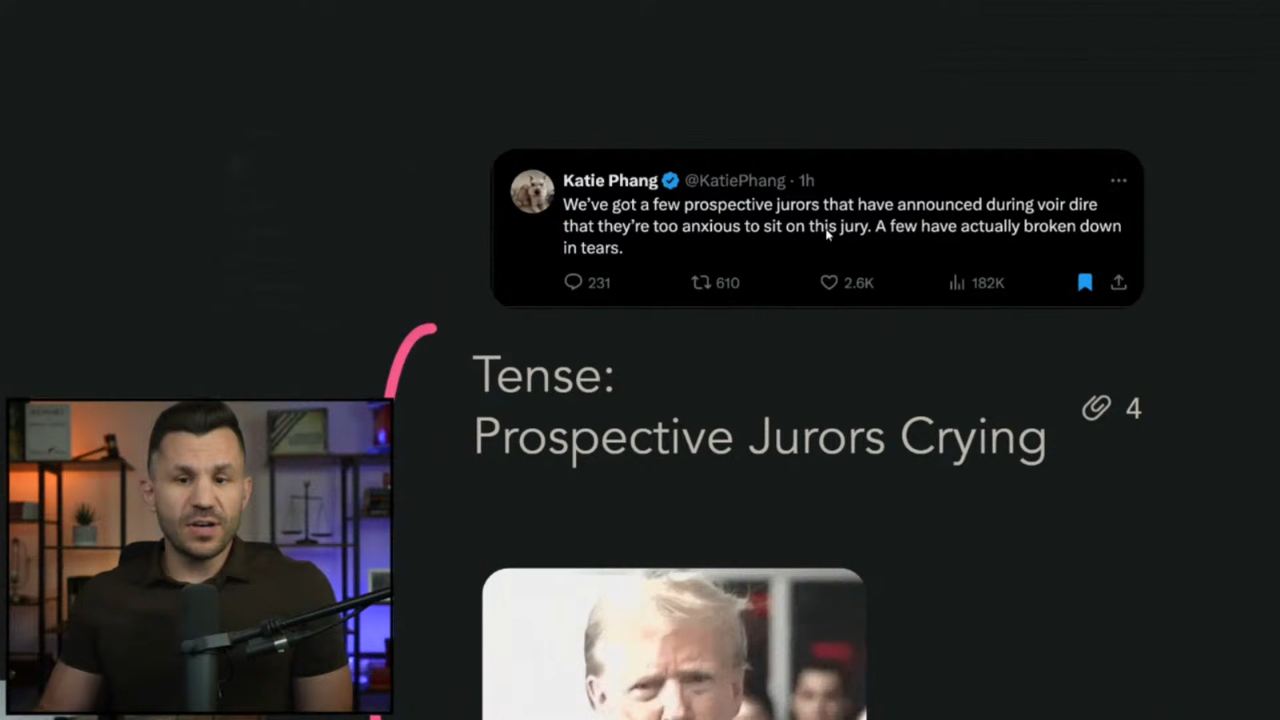 Katie Phang @KatiePhang · 1h
We've got a few prospective jurors that have announced during voir dire
that they're too anxious to sit on this jury. A few have actually broken down
in tears.
231 610 2.6K 182K
Tense:
Prospective Jurors Crying
4